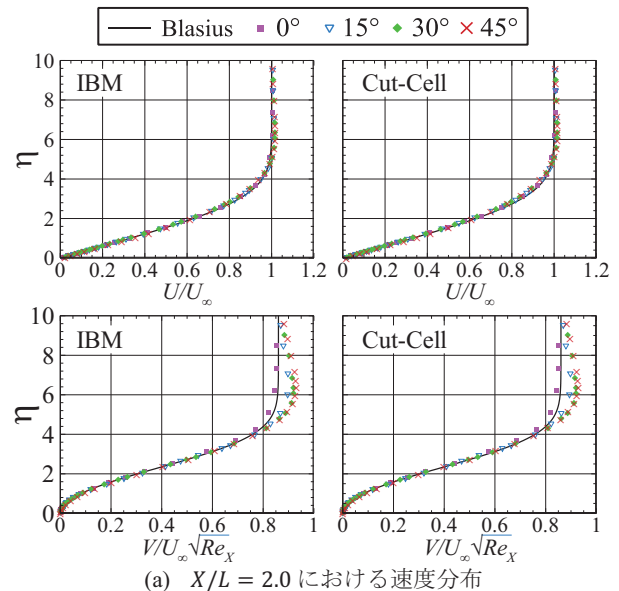 Blasius 0° 15° 30° 45°
IBM
Cut-Cell
10
8
6
4
2
0
η
0 0.2 0.4 0.6 0.8 1 1.2
0 0.2 0.4 0.6 0.8 1 1.2
U/U∞
U/U∞
IBM
Cut-Cell
10
8
6
4
2
0
η
0 0.2 0.4 0.6 0.8 1
0 0.2 0.4 0.6 0.8 1
V/U∞√Re_X
V/U∞√Re_X
(a) X/L = 2.0 における速度分布